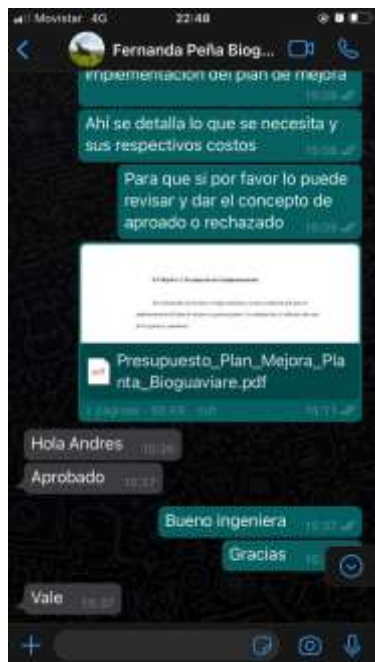 Movistar 4G 22:48
Fernanda Peña Biog...
implementación del plan de mejora
Ahí se detalla lo que se necesita y
sus respectivos costos
Para que si por favor lo puede
revisar y dar el concepto de
aproado o rechazado
Presupuesto_Plan_Mejora_Pla
nta_Bioguaviare.pdf
Hola Andres
Aprobado
Bueno ingeniera
Gracias
Vale